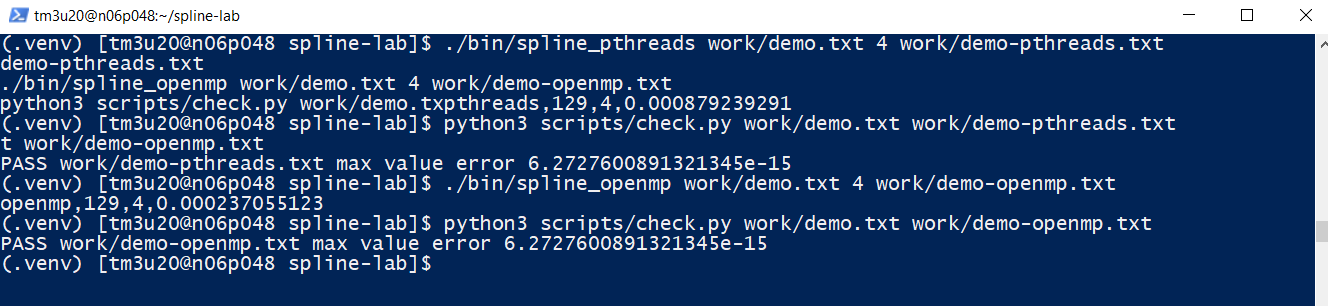 tm3u20@n06p048:~/spline-lab
(.venv) [tm3u20@n06p048 spline-lab]$ ./bin/spline_pthreads work/demo.txt 4 work/demo-pthreads.txt
demo-pthreads.txt
./bin/spline_openmp work/demo.txt 4 work/demo-openmp.txt
python3 scripts/check.py work/demo.txpthreads,129,4,0.000879239291
(.venv) [tm3u20@n06p048 spline-lab]$ python3 scripts/check.py work/demo.txt work/demo-pthreads.txt
t work/demo-openmp.txt
PASS work/demo-pthreads.txt max value error 6.2727600891321345e-15
(.venv) [tm3u20@n06p048 spline-lab]$ ./bin/spline_openmp work/demo.txt 4 work/demo-openmp.txt
openmp,129,4,0.000237055123
(.venv) [tm3u20@n06p048 spline-lab]$ python3 scripts/check.py work/demo.txt work/demo-openmp.txt
PASS work/demo-openmp.txt max value error 6.2727600891321345e-15
(.venv) [tm3u20@n06p048 spline-lab]$